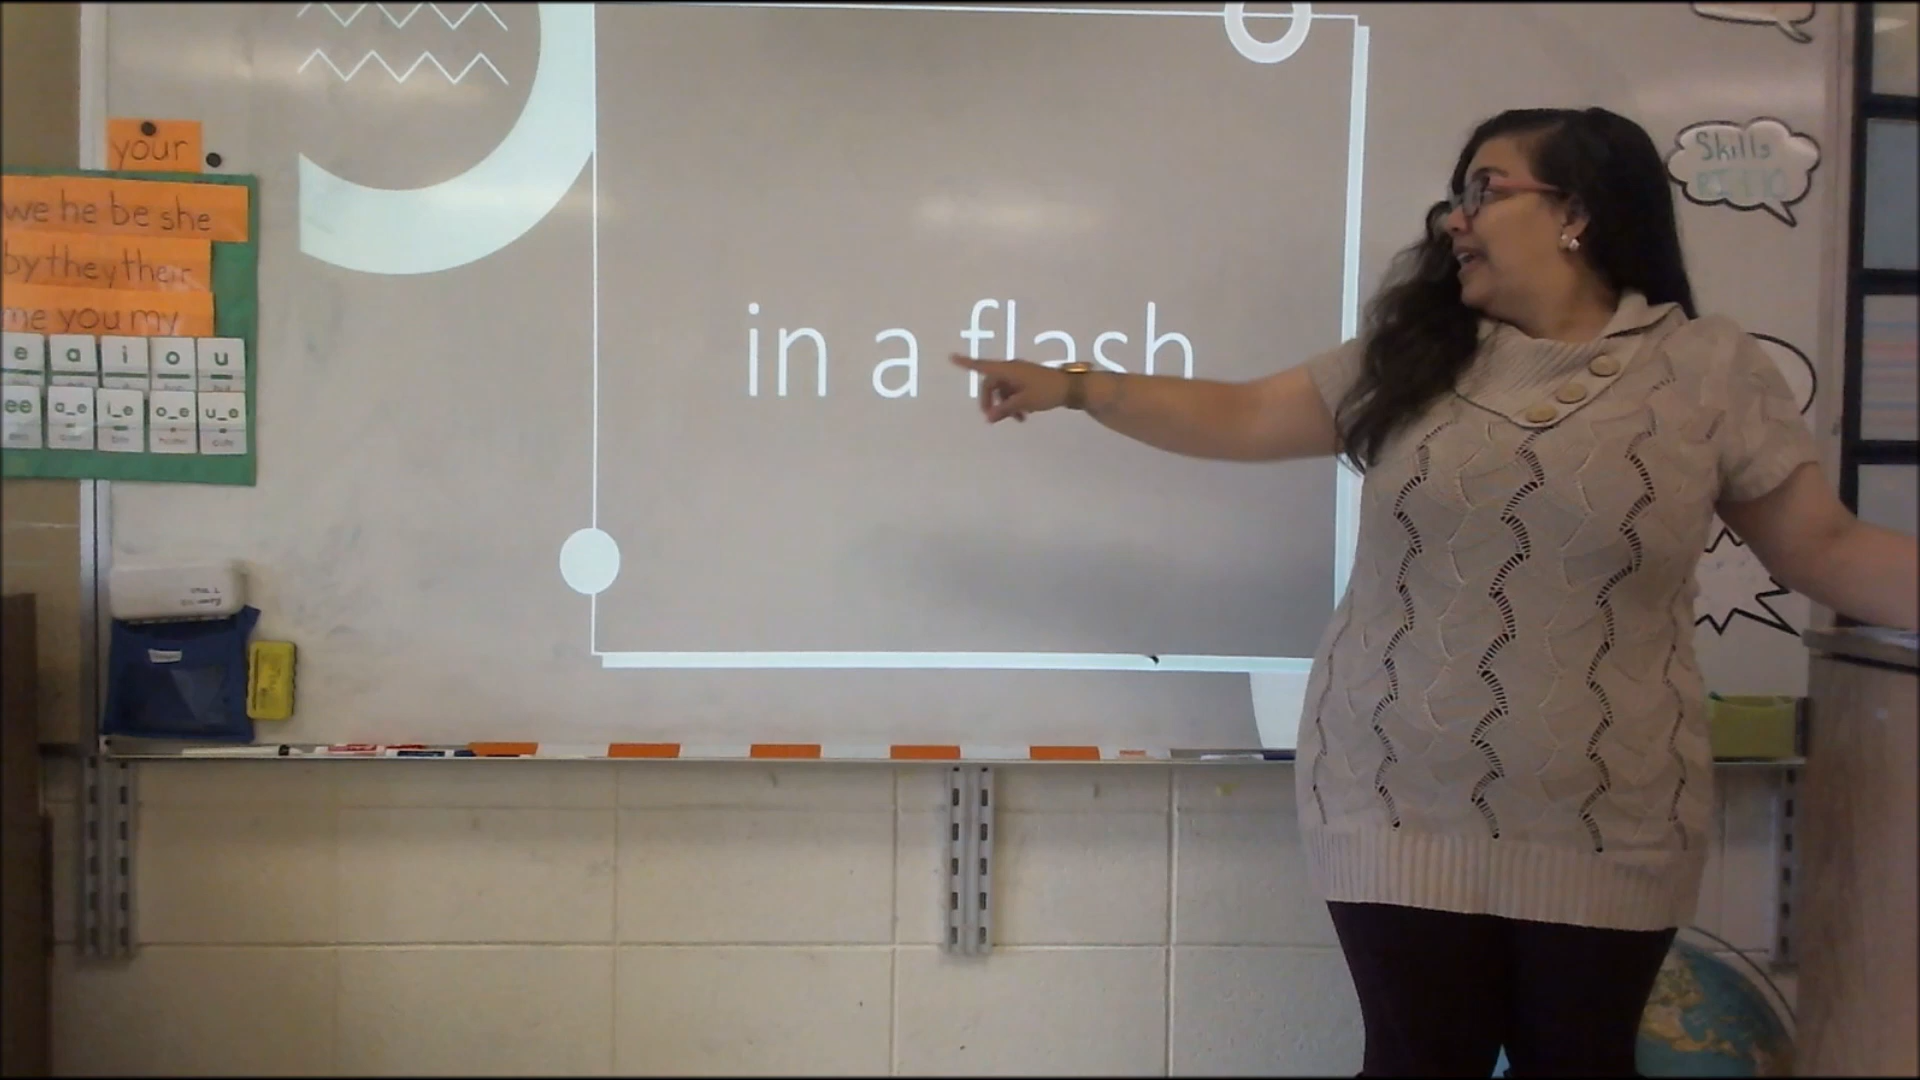 your
we he be she
by they their
me you my
e a i o u
ee a_e i_e o_e u_e
in a flash
Skills